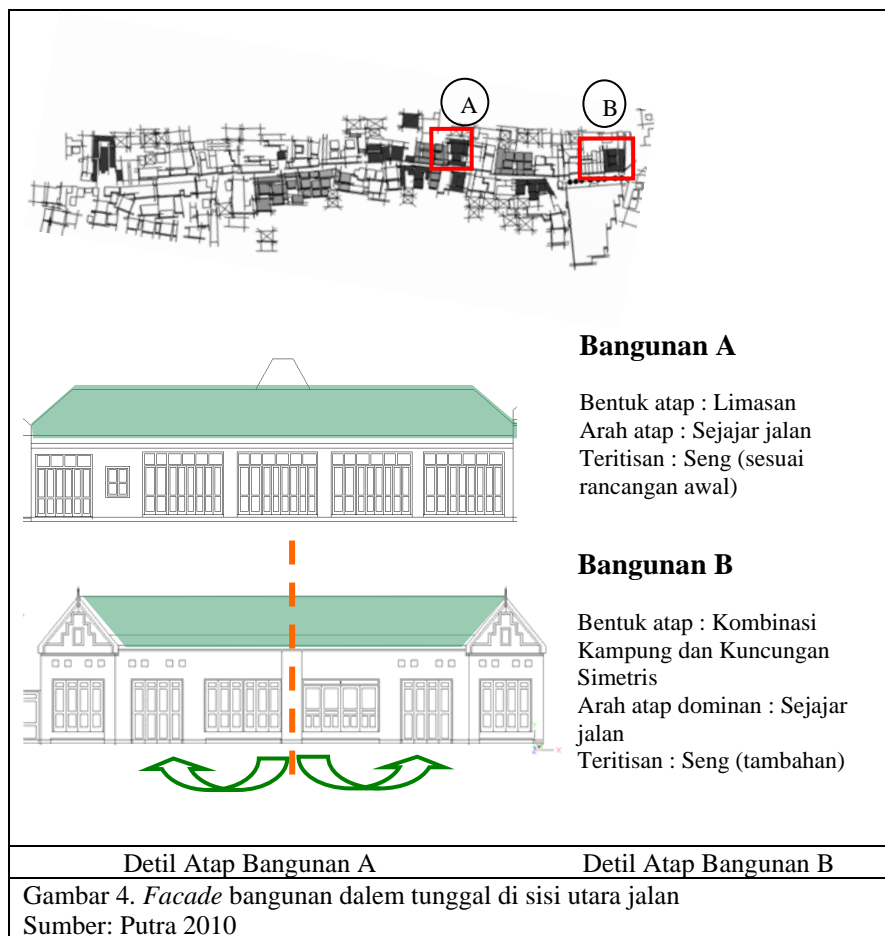 A
B
Bangunan A
Bentuk atap : Limasan
Arah atap : Sejajar jalan
Teritisan : Seng (sesuai
rancangan awal)
Bangunan B
Bentuk atap : Kombinasi
Kampung dan Kuncungan
Simetris
Arah atap dominan : Sejajar
jalan
Teritisan : Seng (tambahan)
Detil Atap Bangunan A Detil Atap Bangunan B
Gambar 4. Facade bangunan dalem tunggal di sisi utara jalan
Sumber: Putra 2010